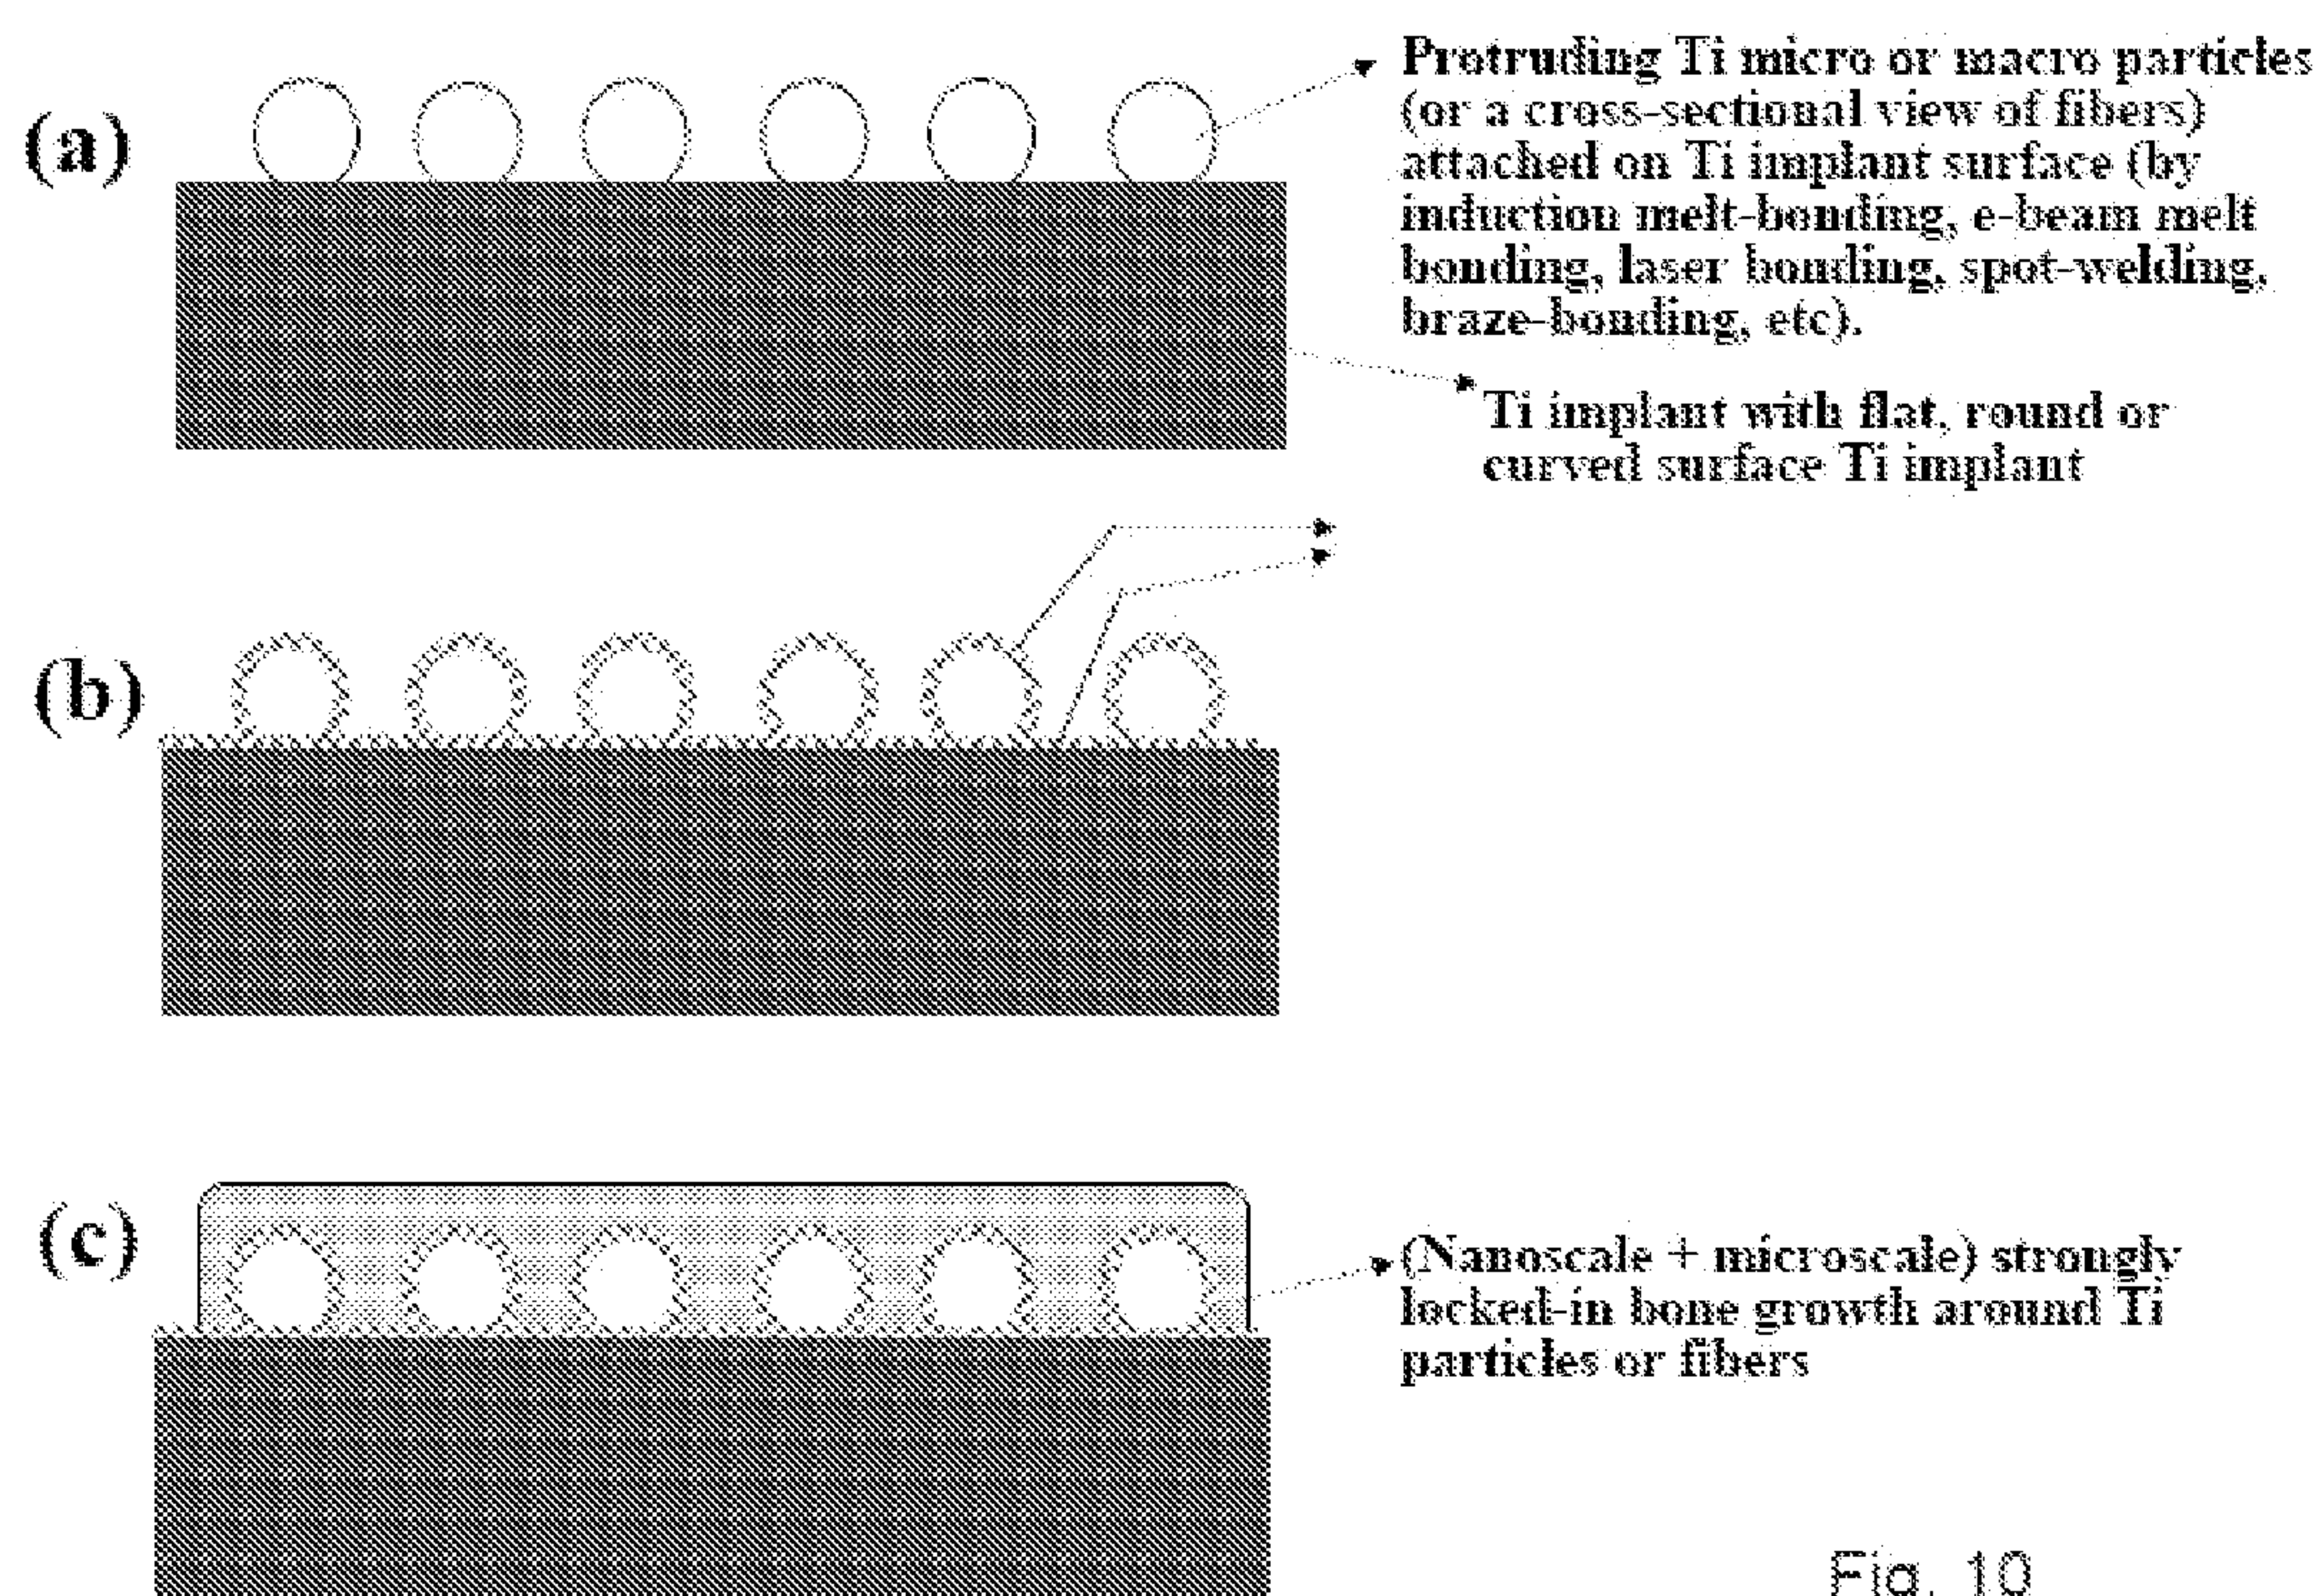 (a)
Protruding Ti micro or macro particles
(or a cross-sectional view of fibers)
attached on Ti implant surface (by
induction melt-bonding, e-beam melt
bonding, laser bonding, spot-welding,
braze-bonding, etc).
Ti implant with flat, round or
curved surface Ti implant
(b)
(c)
(Nanoscale + microscale) strongly
locked-in bone growth around Ti
particles or fibers
Fig. 10